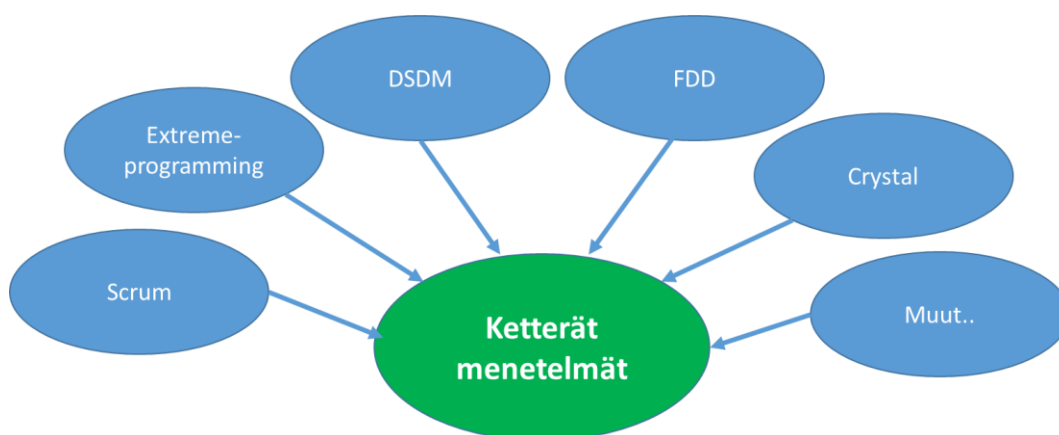 DSDM
FDD
Extreme-
programming
Crystal
Scrum
Muut..
Ketterät
menetelmät